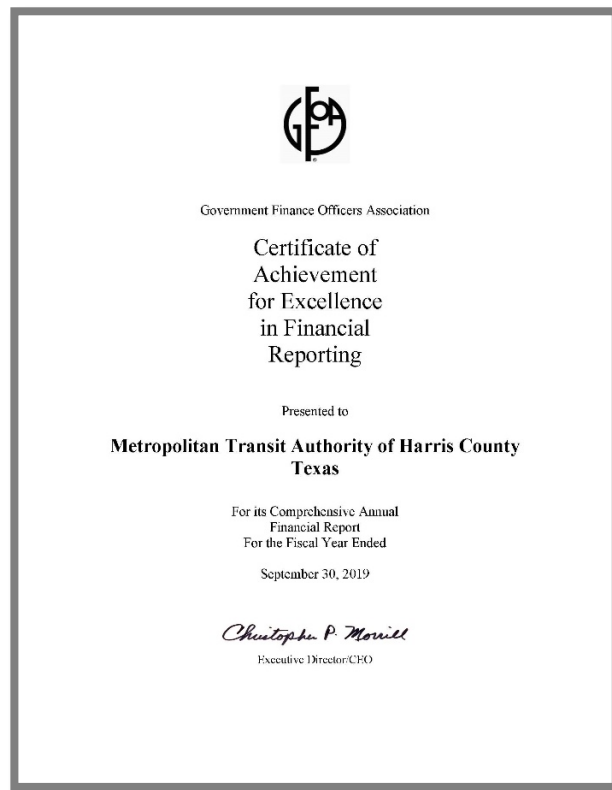 GFOA
Government Finance Officers Association
Certificate of
Achievement
for Excellence
in Financial
Reporting
Presented to
Metropolitan Transit Authority of Harris County
Texas
For its Comprehensive Annual
Financial Report
For the Fiscal Year Ended
September 30, 2019
Christopher P. Morrill
Executive Director/CEO